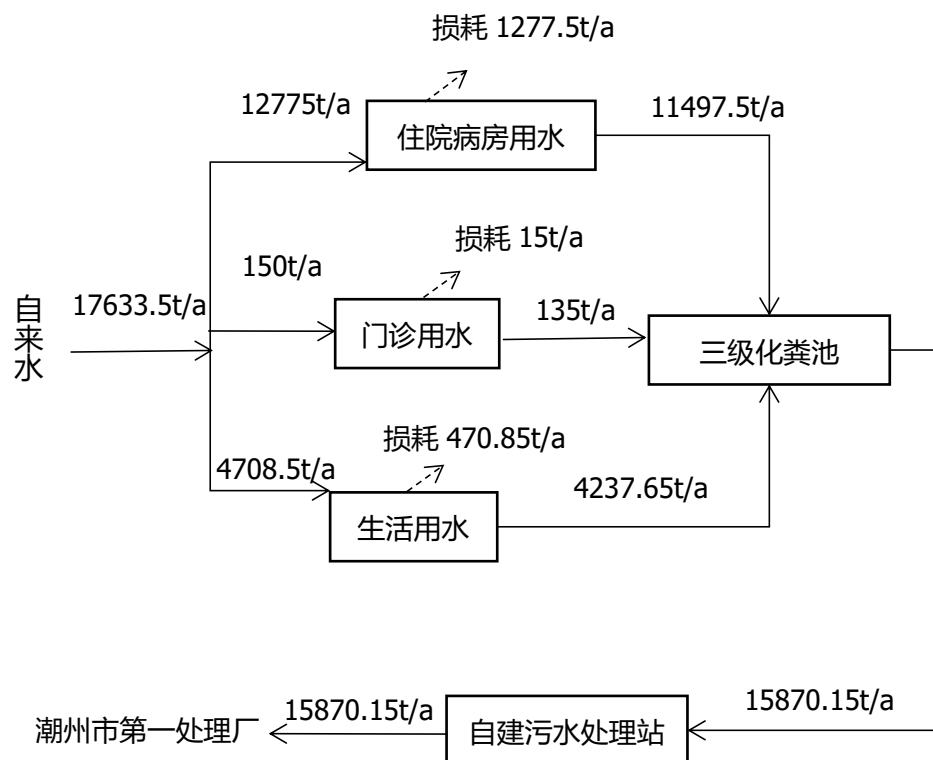 损耗 1277.5t/a
12775t/a
住院病房用水
11497.5t/a
损耗 15t/a
150t/a
门诊用水
135t/a
自来水
17633.5t/a
三级化粪池
损耗 470.85t/a
4708.5t/a
生活用水
4237.65t/a
潮州市第一处理厂
15870.15t/a
自建污水处理站
15870.15t/a